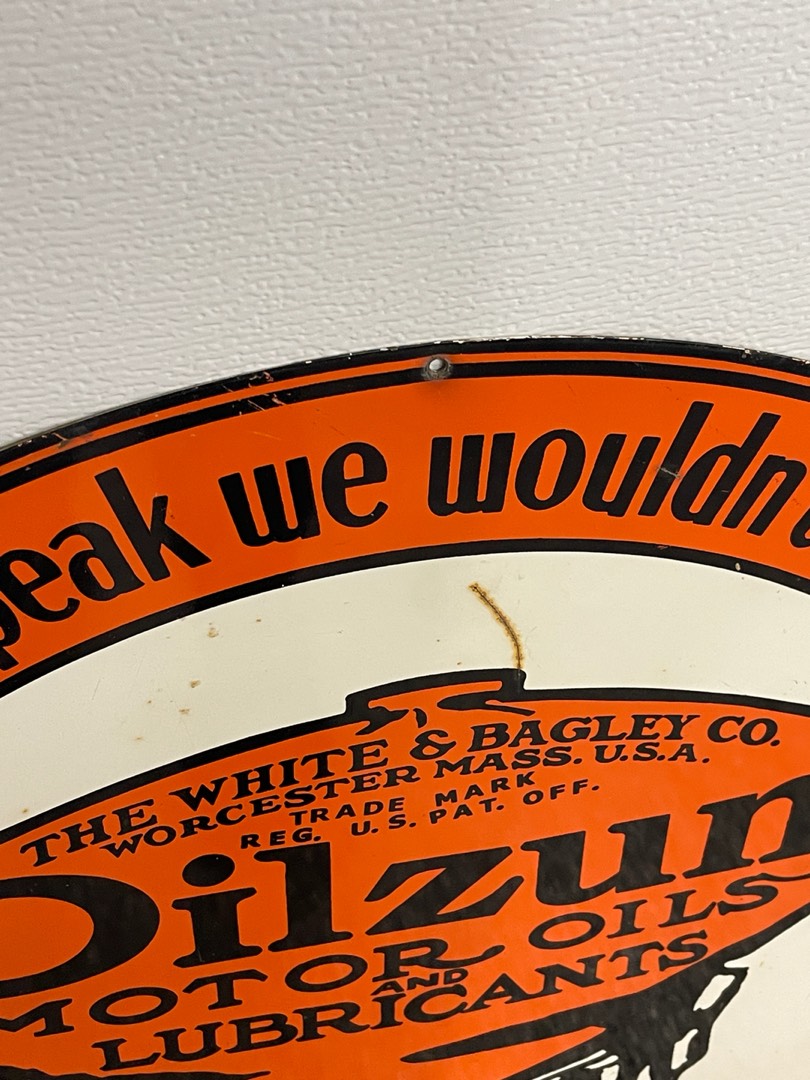 peak we wouldn
THE WHITE & BAGLEY CO.
WORCESTER MASS. U.S.A.
TRADE MARK
REG. U.S. PAT. OFF.
Oilzum
MOTOR OILS
AND
LUBRICANTS